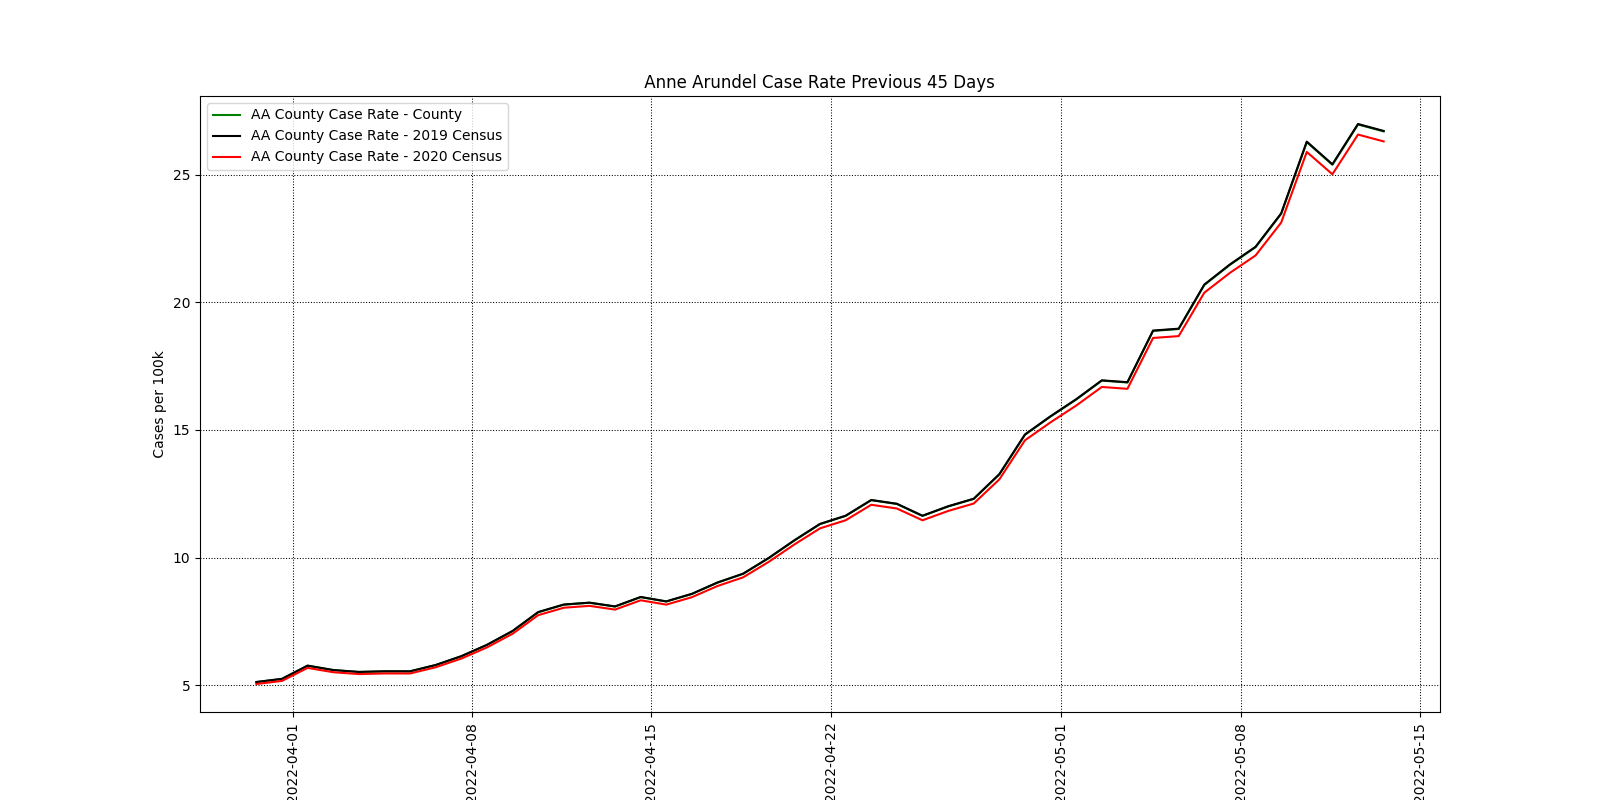 Anne Arundel Case Rate Previous 45 Days
AA County Case Rate - County
AA County Case Rate - 2019 Census
AA County Case Rate - 2020 Census
25
20
15
10
5
Cases per 100k
2022-04-01
2022-04-08
2022-04-15
2022-04-22
2022-05-01
2022-05-08
2022-05-15